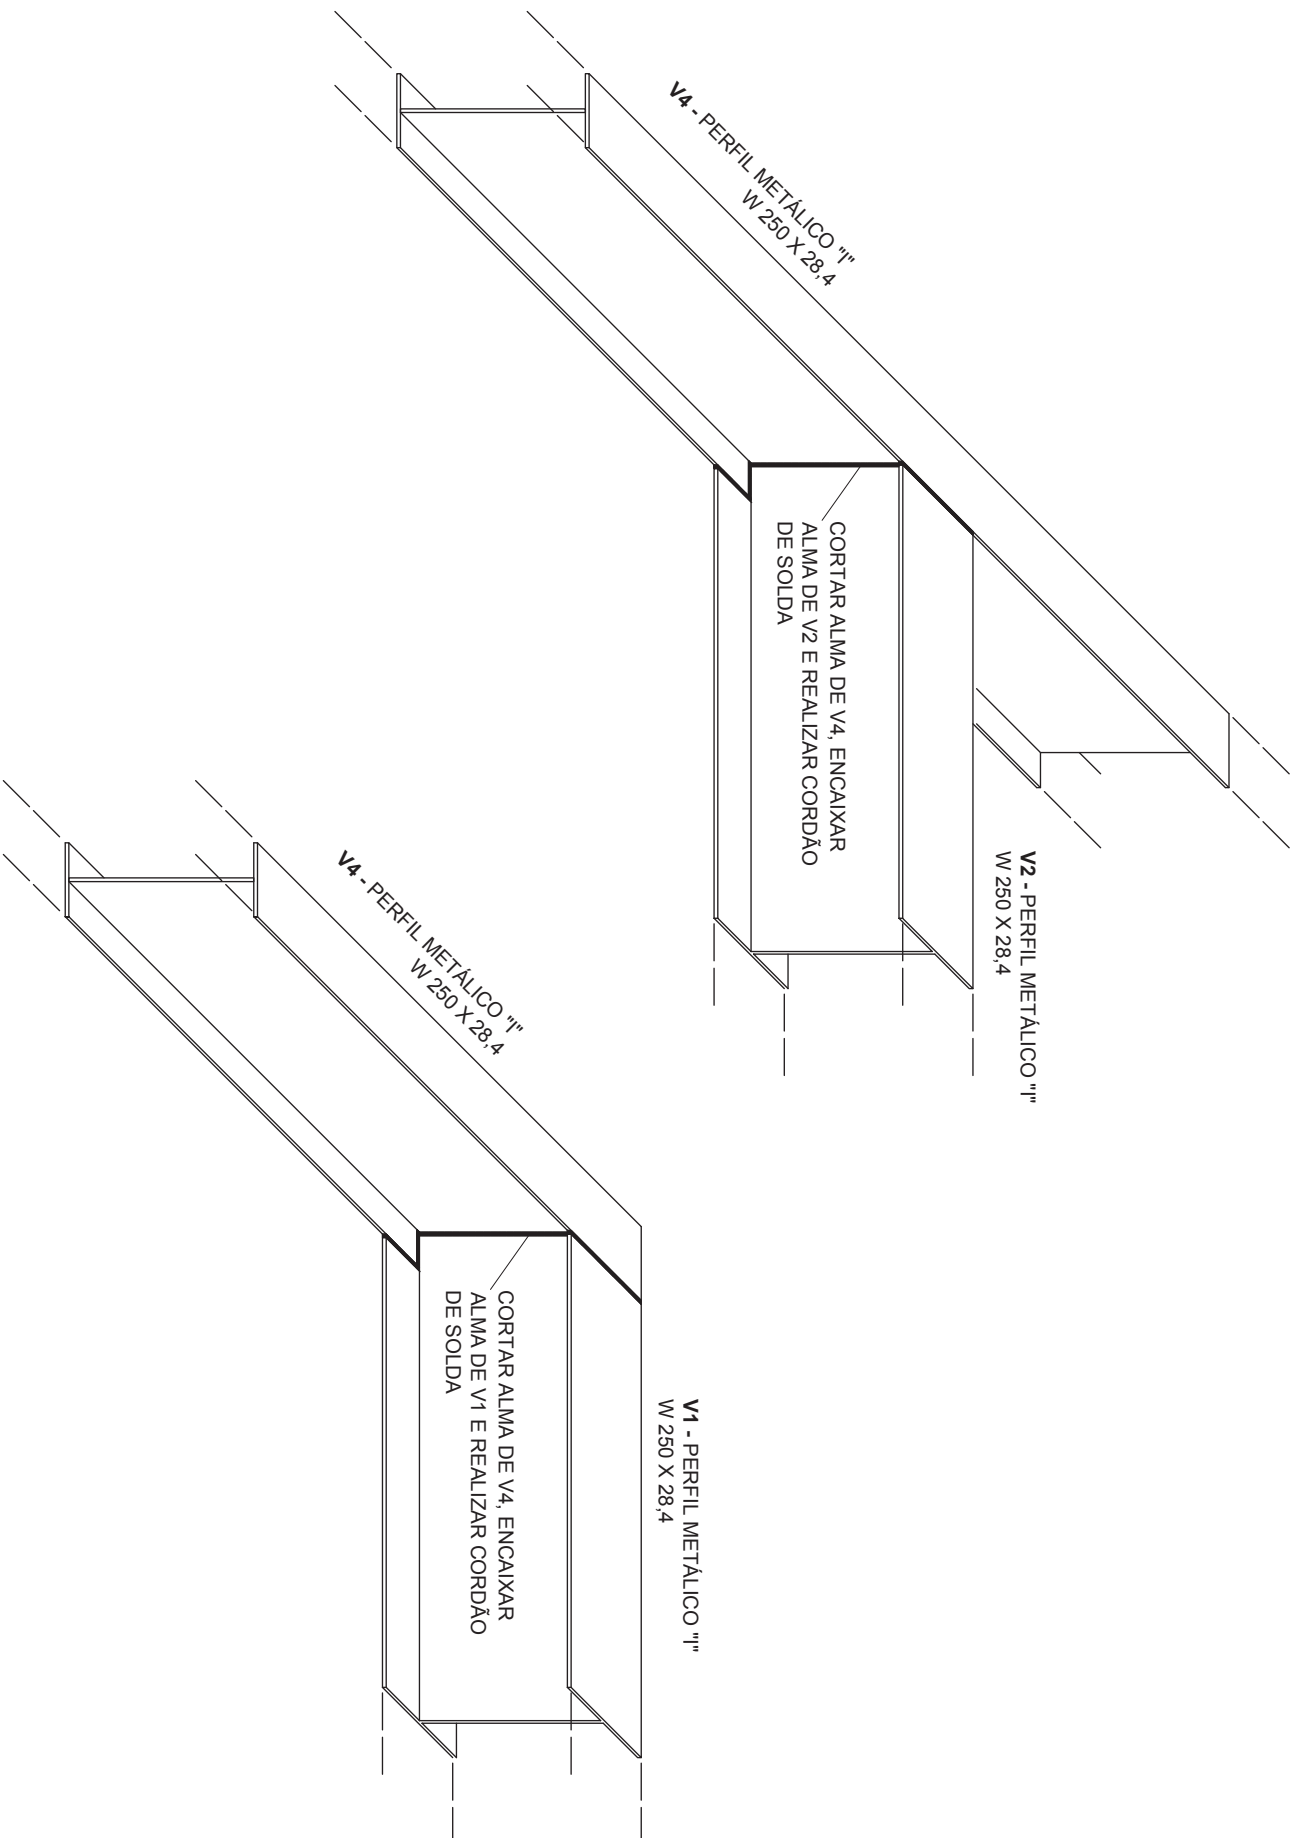 V4 - PERFIL METÁLICO "I"
W 250 X 28,4
V2 - PERFIL METÁLICO "I"
W 250 X 28,4
CORTAR ALMA DE V4, ENCAIXAR
ALMA DE V2 E REALIZAR CORDÃO
DE SOLDA
V1 - PERFIL METÁLICO "I"
W 250 X 28,4
V4 - PERFIL METÁLICO "I"
W 250 X 28,4
CORTAR ALMA DE V4, ENCAIXAR
ALMA DE V1 E REALIZAR CORDÃO
DE SOLDA